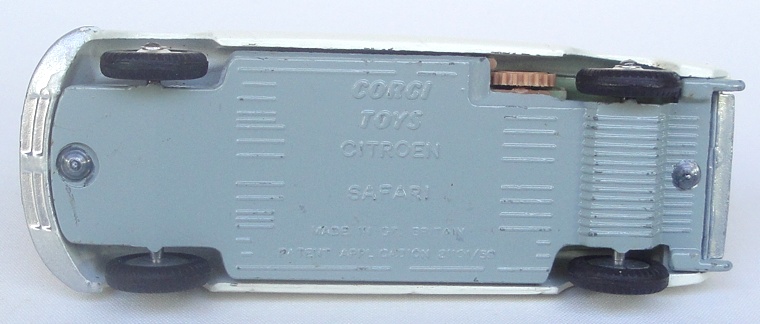 CORGI
TOYS
CITROEN
SAFARI
MADE IN GT BRITAIN
PATENT APPLICATION